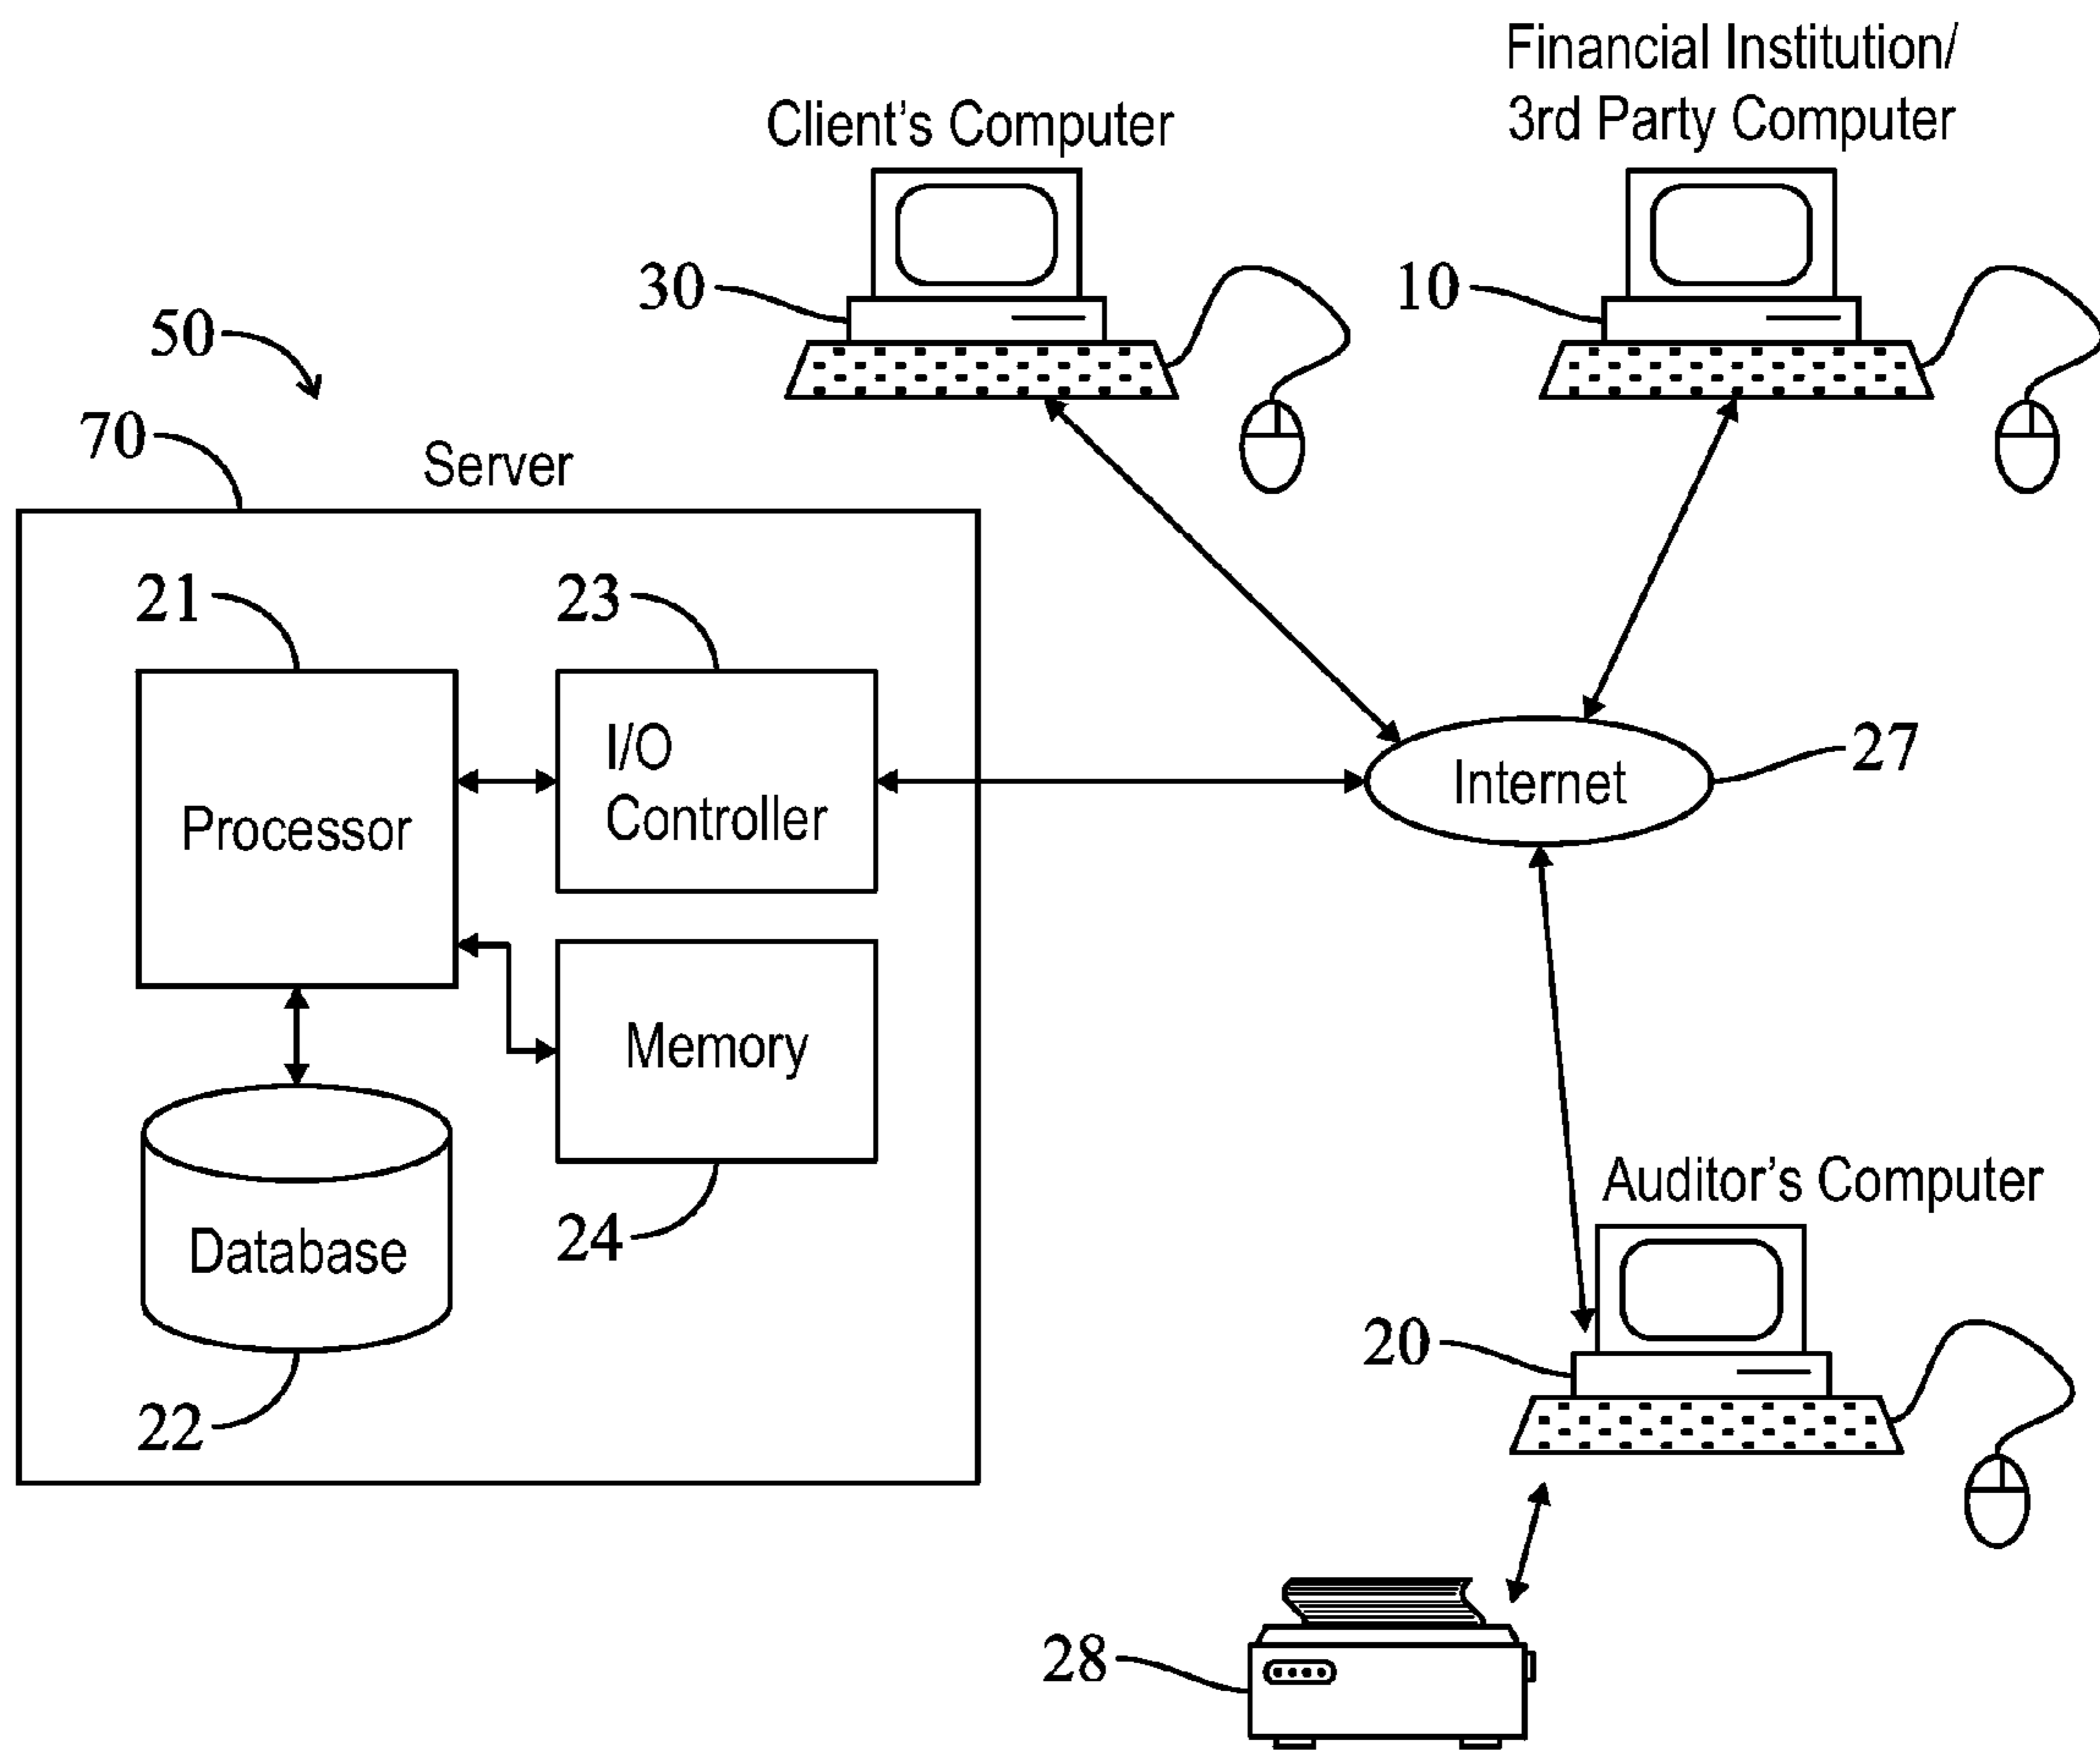 Financial Institution/
3rd Party Computer
Client's Computer
30
10
50
70
Server
21
23
I/O
Controller
Processor
Internet
27
Memory
Auditor's Computer
24
Database
20
22
28